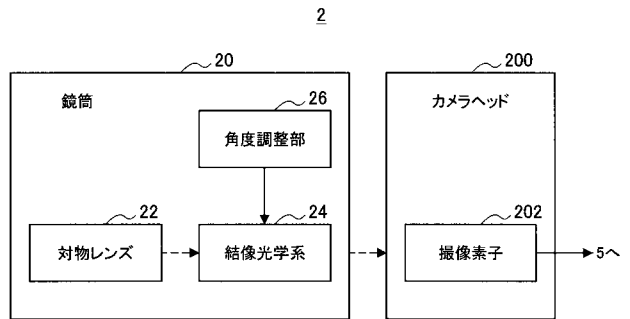 2
20
200
鏡筒
26
カメラヘッド
角度調整部
22
24
202
対物レンズ
結像光学系
撮像素子
5へ